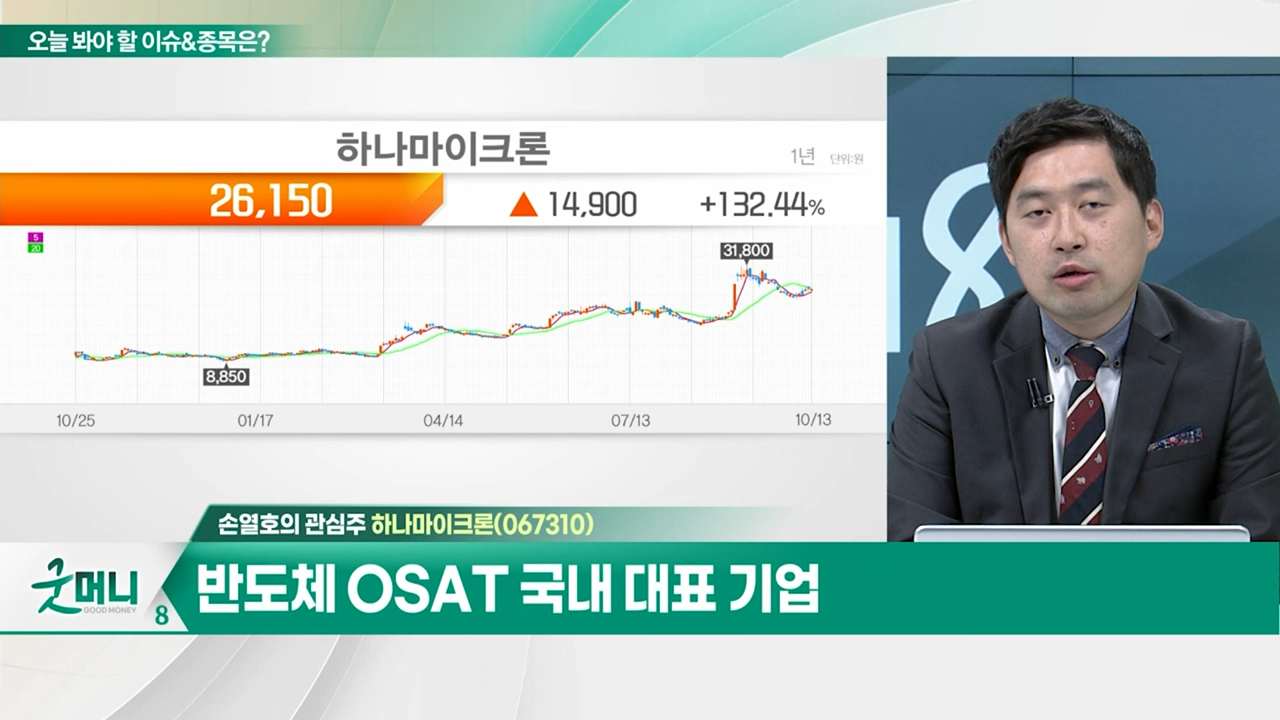 오늘 봐야 할 이슈&종목은?
하나마이크론
1년 단위:원
26,150 ▲ 14,900 +132.44%
5
20
31,800
8,850
10/25 01/17 04/14 07/13 10/13
8
손열호의 관심주 하나마이크론(067310)
굿머니
GOOD MONEY
8
반도체 OSAT 국내 대표 기업